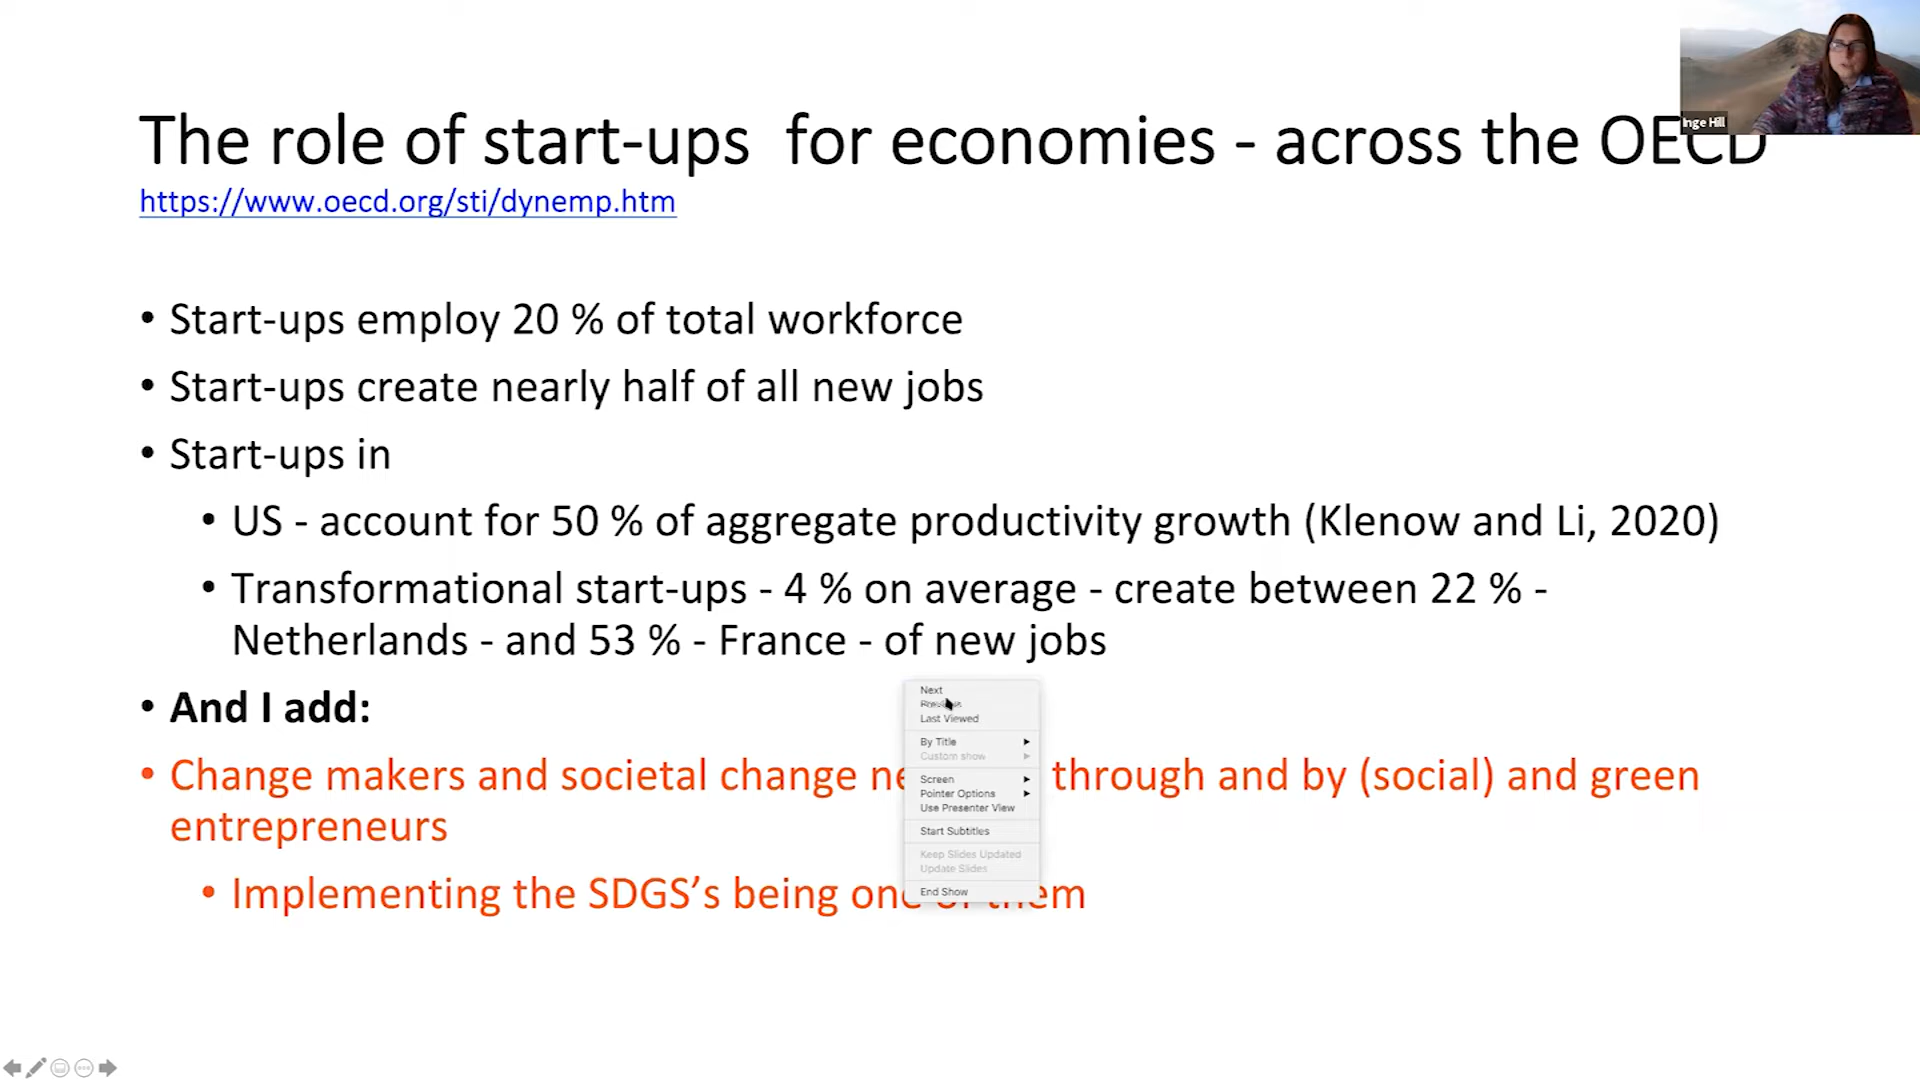 Inge Hill
The role of start-ups for economies - across the OECD
https://www.oecd.org/sti/dynemp.htm
• Start-ups employ 20 % of total workforce
• Start-ups create nearly half of all new jobs
• Start-ups in
• US - account for 50 % of aggregate productivity growth (Klenow and Li, 2020)
• Transformational start-ups - 4 % on average - create between 22 % -
Netherlands - and 53 % - France - of new jobs
• And I add:
• Change makers and societal change through and by (social) and green
entrepreneurs
• Implementing the SDGS’s being one of them
Next
Previous
Last Viewed
By Title
Custom show
Screen
Pointer Options
Use Presenter View
Start Subtitles
Keep Slides Updated
Update Slides
End Show